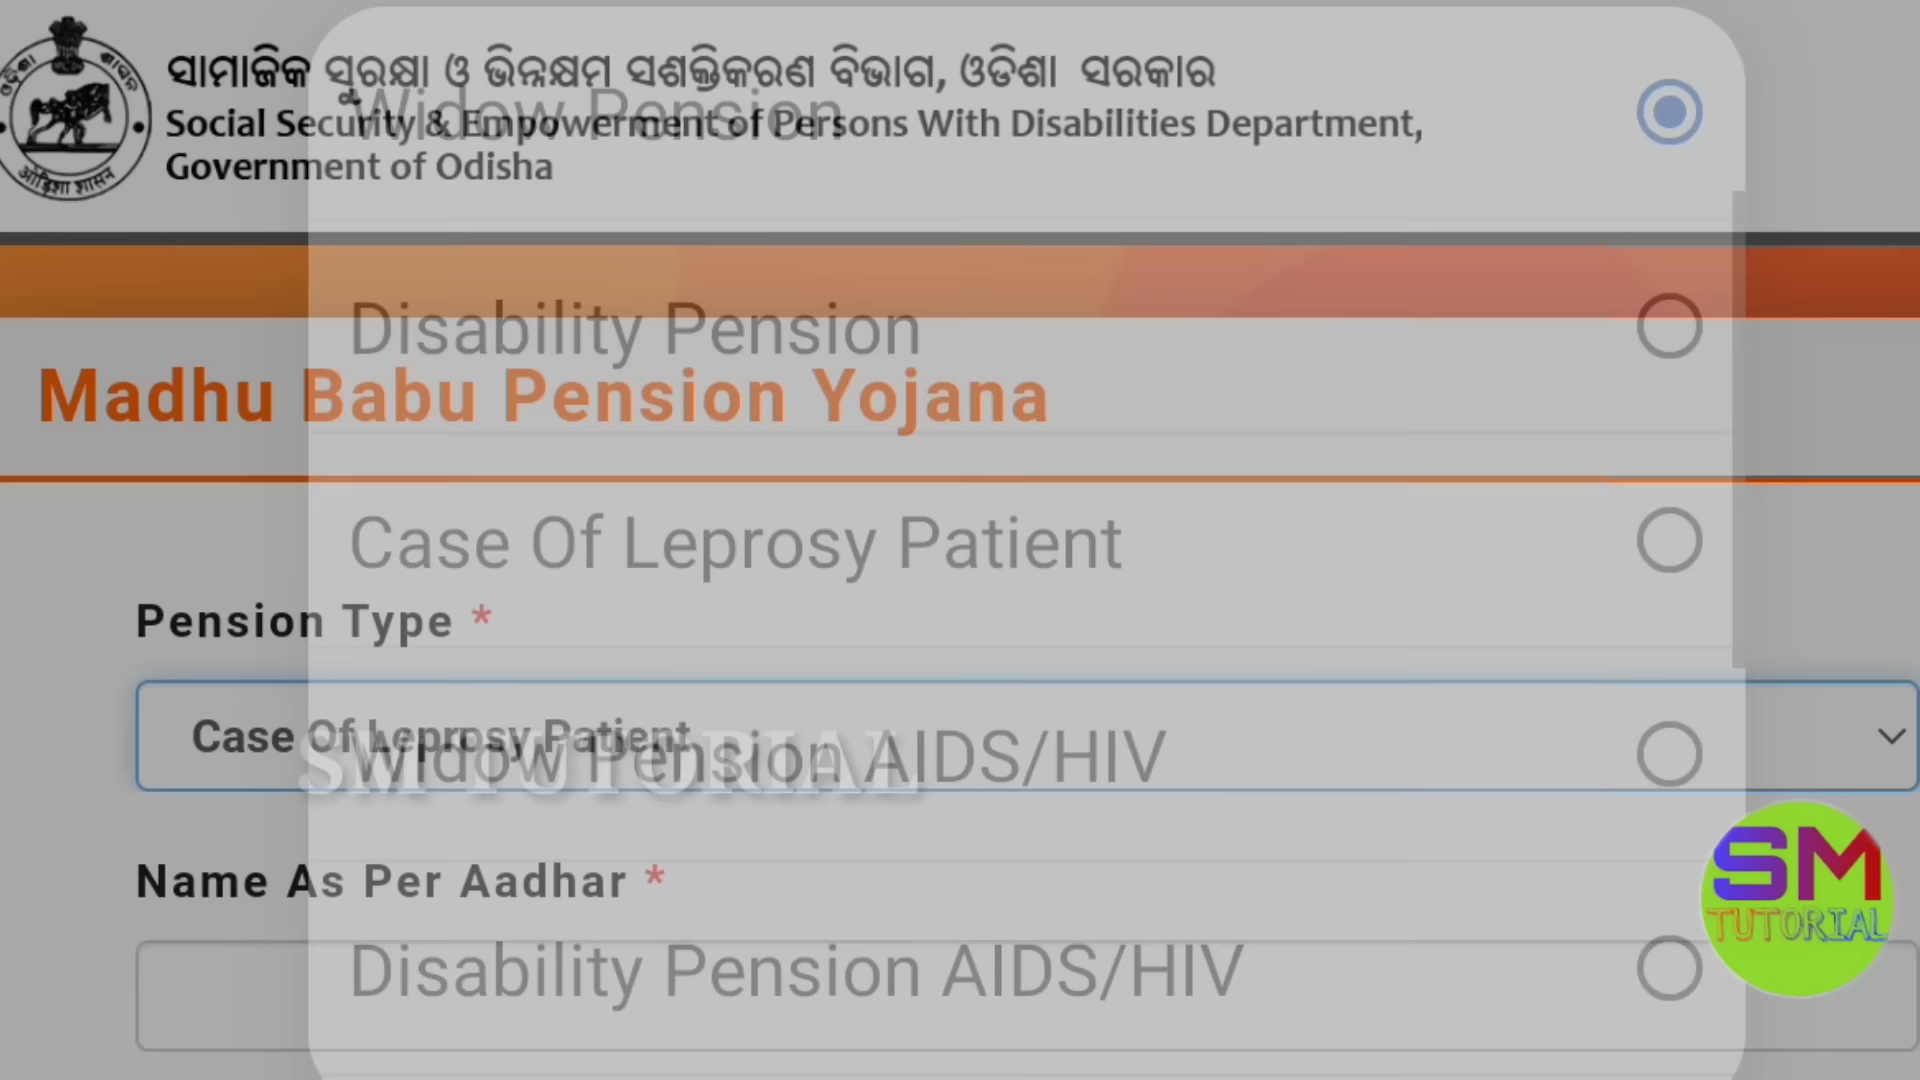 ସାମାଜିକ ସୁରକ୍ଷା ଓ ଭିନ୍ନକ୍ଷମ ସଶକ୍ତିକରଣ ବିଭାଗ, ଓଡିଶା ସରକାର
Widow Pension
Social Security & Empowerment of Persons With Disabilities Department,
Government of Odisha
Disability Pension
Madhu Babu Pension Yojana
Case Of Leprosy Patient
Pension Type *
Case Of Leprosy Patient
SM TUTORIAL
Widow Pension AIDS/HIV
Name As Per Aadhar *
SM
TUTORIAL
Disability Pension AIDS/HIV